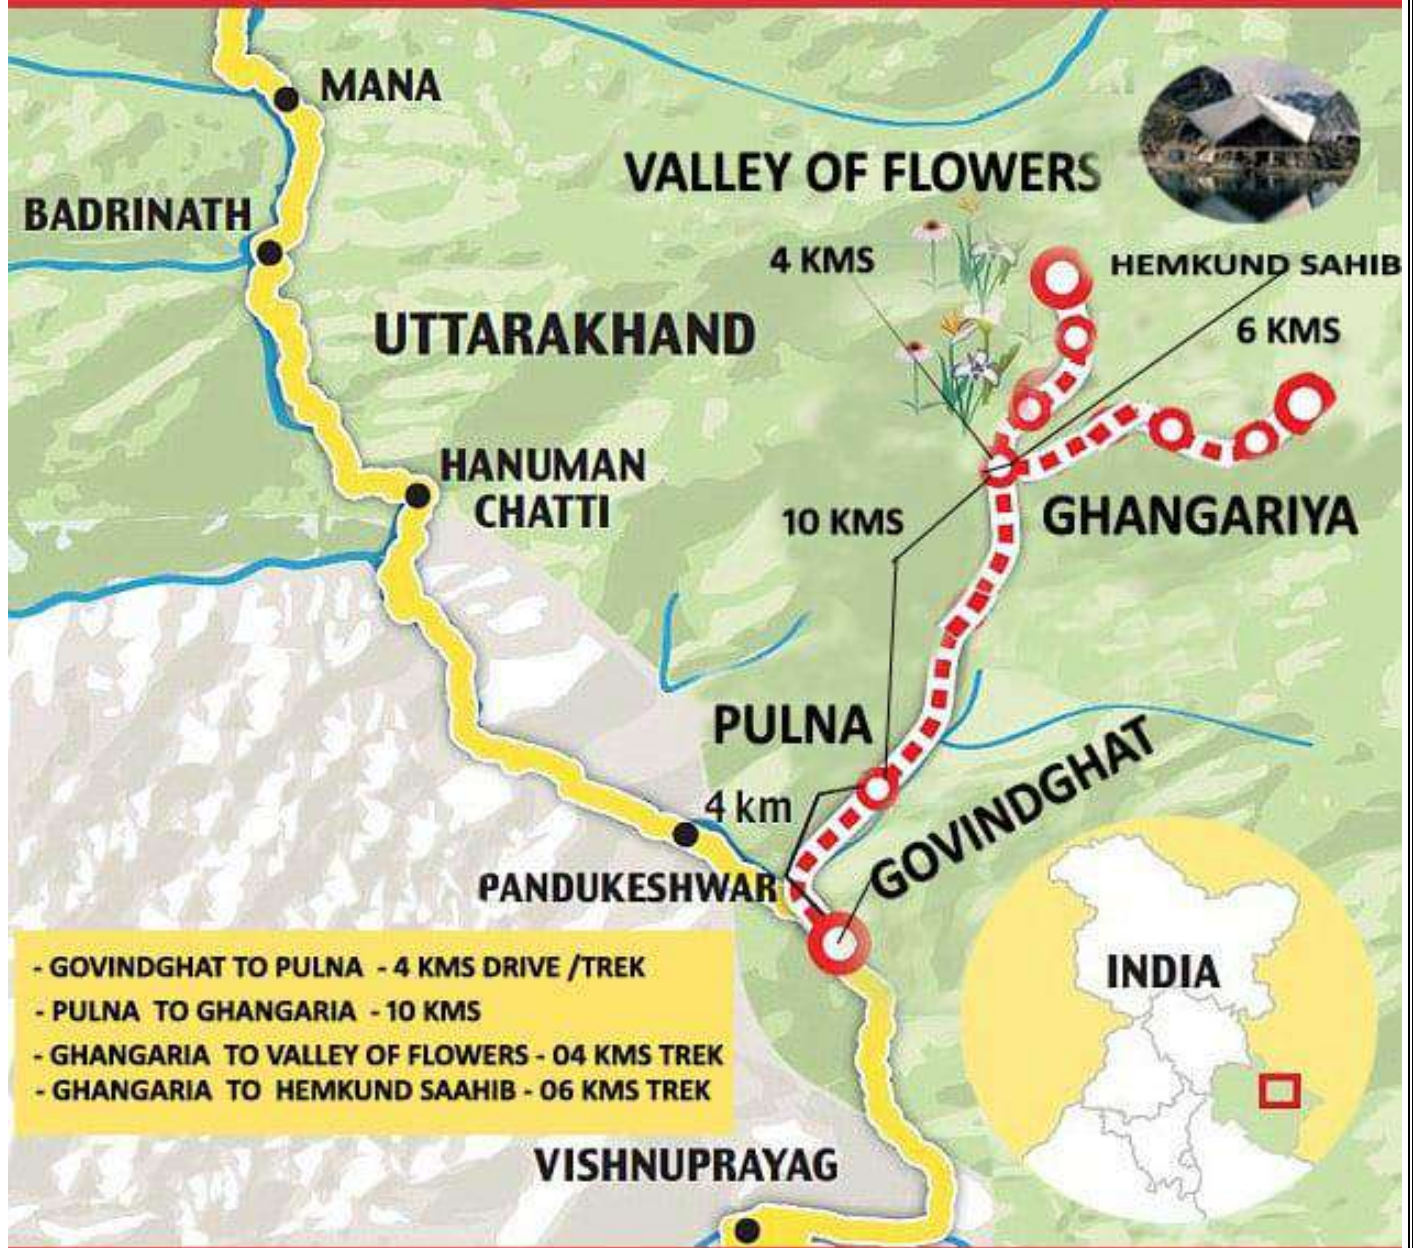 MANA
VALLEY OF FLOWERS
BADRINATH
4 KMS
HEMKUND SAHIB
UTTARAKHAND
6 KMS
HANUMAN
CHATTI
10 KMS
GHANGARIYA
PULNA
GOVINDGHAT
4 km
PANDUKESHWAR
- GOVINDGHAT TO PULNA - 4 KMS DRIVE /TREK
- PULNA TO GHANGARIA - 10 KMS
- GHANGARIA TO VALLEY OF FLOWERS - 04 KMS TREK
- GHANGARIA TO HEMKUND SAAHIB - 06 KMS TREK
INDIA
VISHNUPRAYAG